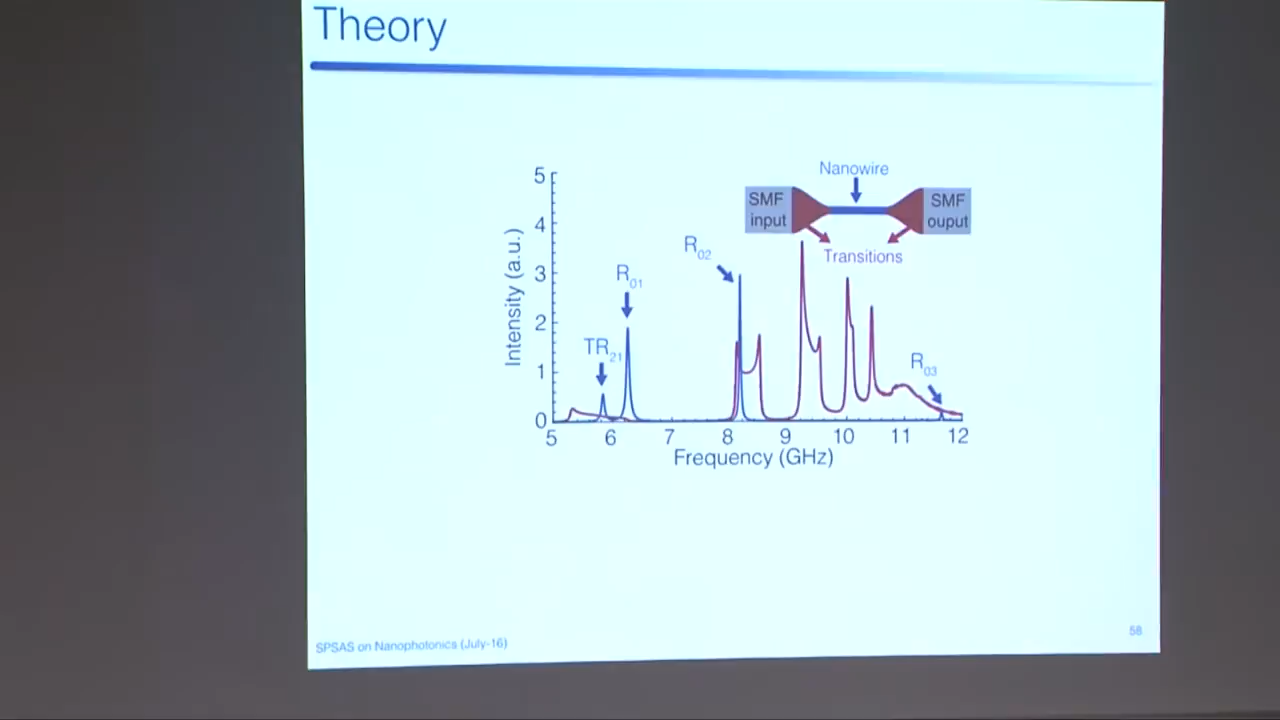 Theory
Nanowire
SMF
input
SMF
ouput
Transitions
Intensity (a.u.)
5
4
3
2
1
0
TR21
R01
R02
R03
5 6 7 8 9 10 11 12
Frequency (GHz)
SPSAS on Nanophotonics (July-16)
58